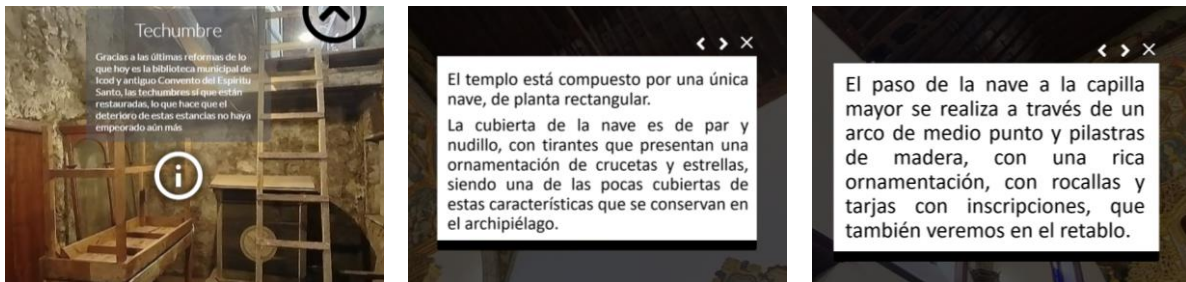 Techumbre
Gracias a las últimas reformas de lo
que hoy es la biblioteca municipal de
Icod y antiguo Convento del Espíritu
Santo, las techumbres sí que están
restauradas, lo que hace que el
deterioro de estas estancias no haya
empeorado aún más
El templo está compuesto por una única
nave, de planta rectangular.
La cubierta de la nave es de par y
nudillo, con tirantes que presentan una
ornamentación de crucetas y estrellas,
siendo una de las pocas cubiertas de
estas características que se conservan en
el archipiélago.
El paso de la nave a la capilla
mayor se realiza a través de un
arco de medio punto y pilastras
de madera, con una rica
ornamentación, con rocallas y
tarjas con inscripciones, que
también veremos en el retablo.